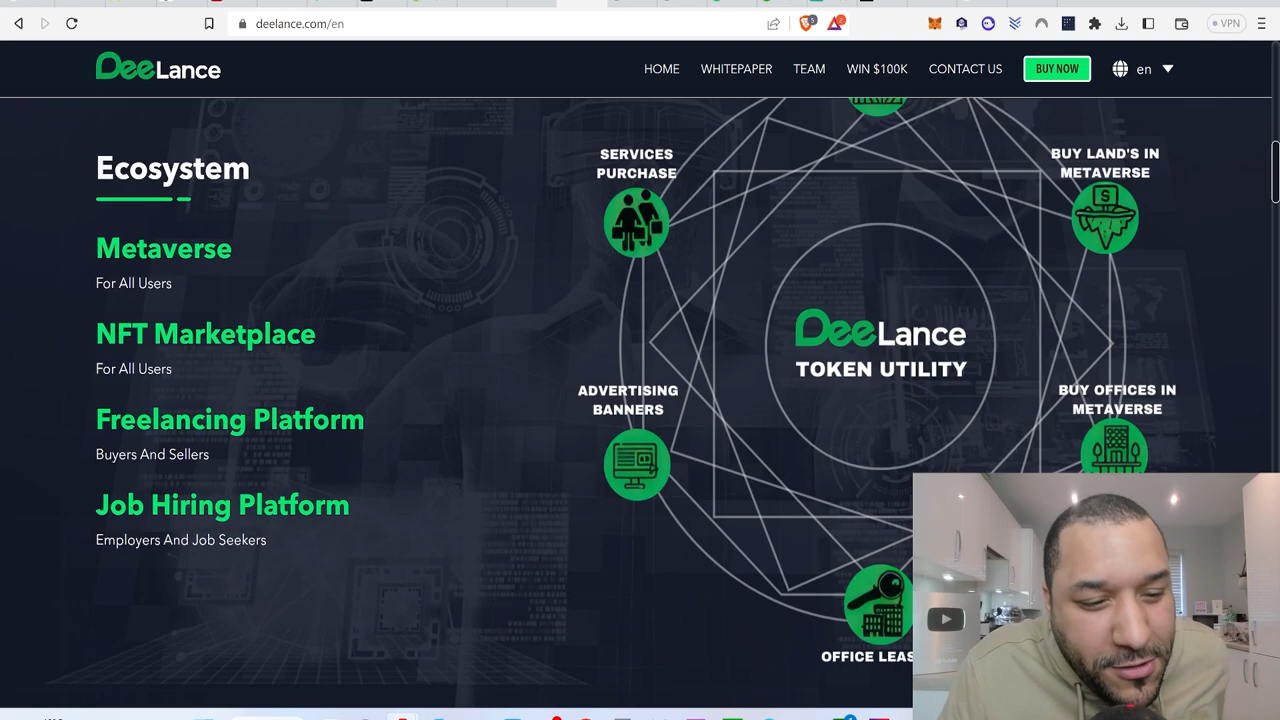 deelance.com/en
VPN
DeeLance
HOME
WHITEPAPER
TEAM
WIN $100K
CONTACT US
BUY NOW
en
Ecosystem
Metaverse
For All Users
NFT Marketplace
For All Users
Freelancing Platform
Buyers And Sellers
Job Hiring Platform
Employers And Job Seekers
SERVICES
PURCHASE
BUY LAND'S IN
METAVERSE
DeeLance
TOKEN UTILITY
ADVERTISING
BANNERS
BUY OFFICES IN
METAVERSE
OFFICE LEAS